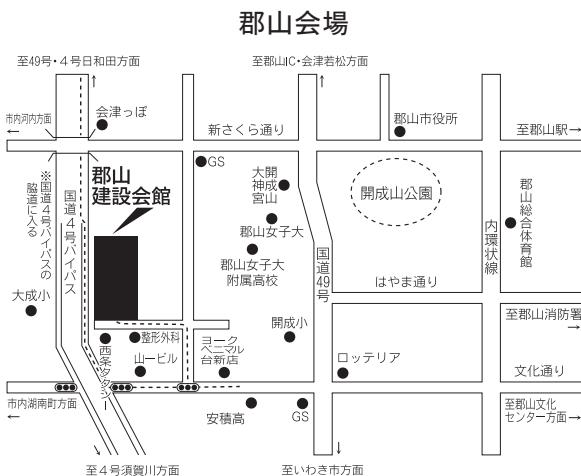 郡山会場
至49号・4号日和田方面
至郡山IC・会津若松方面
市内河内方面
会津っぽ
新さくら通り
郡山市役所
至郡山駅→
GS
郡山
建設会館
大神宮
開成山
開成山公園
郡山総合体育館
※国道4号バイパスの
脇道に入る
国道4号バイパス
郡山女子大
郡山女子大
附属高校
国道49号
内環状線
はやま通り
大成小
至郡山消防署
整形外科
西条タクシー
山一ビル
ヨーク
ベニマル
台新店
開成小
ロッテリア
文化通り
市内湖南町方面
安積高
GS
至郡山文化
センター方面→
至4号須賀川方面
至いわき市方面